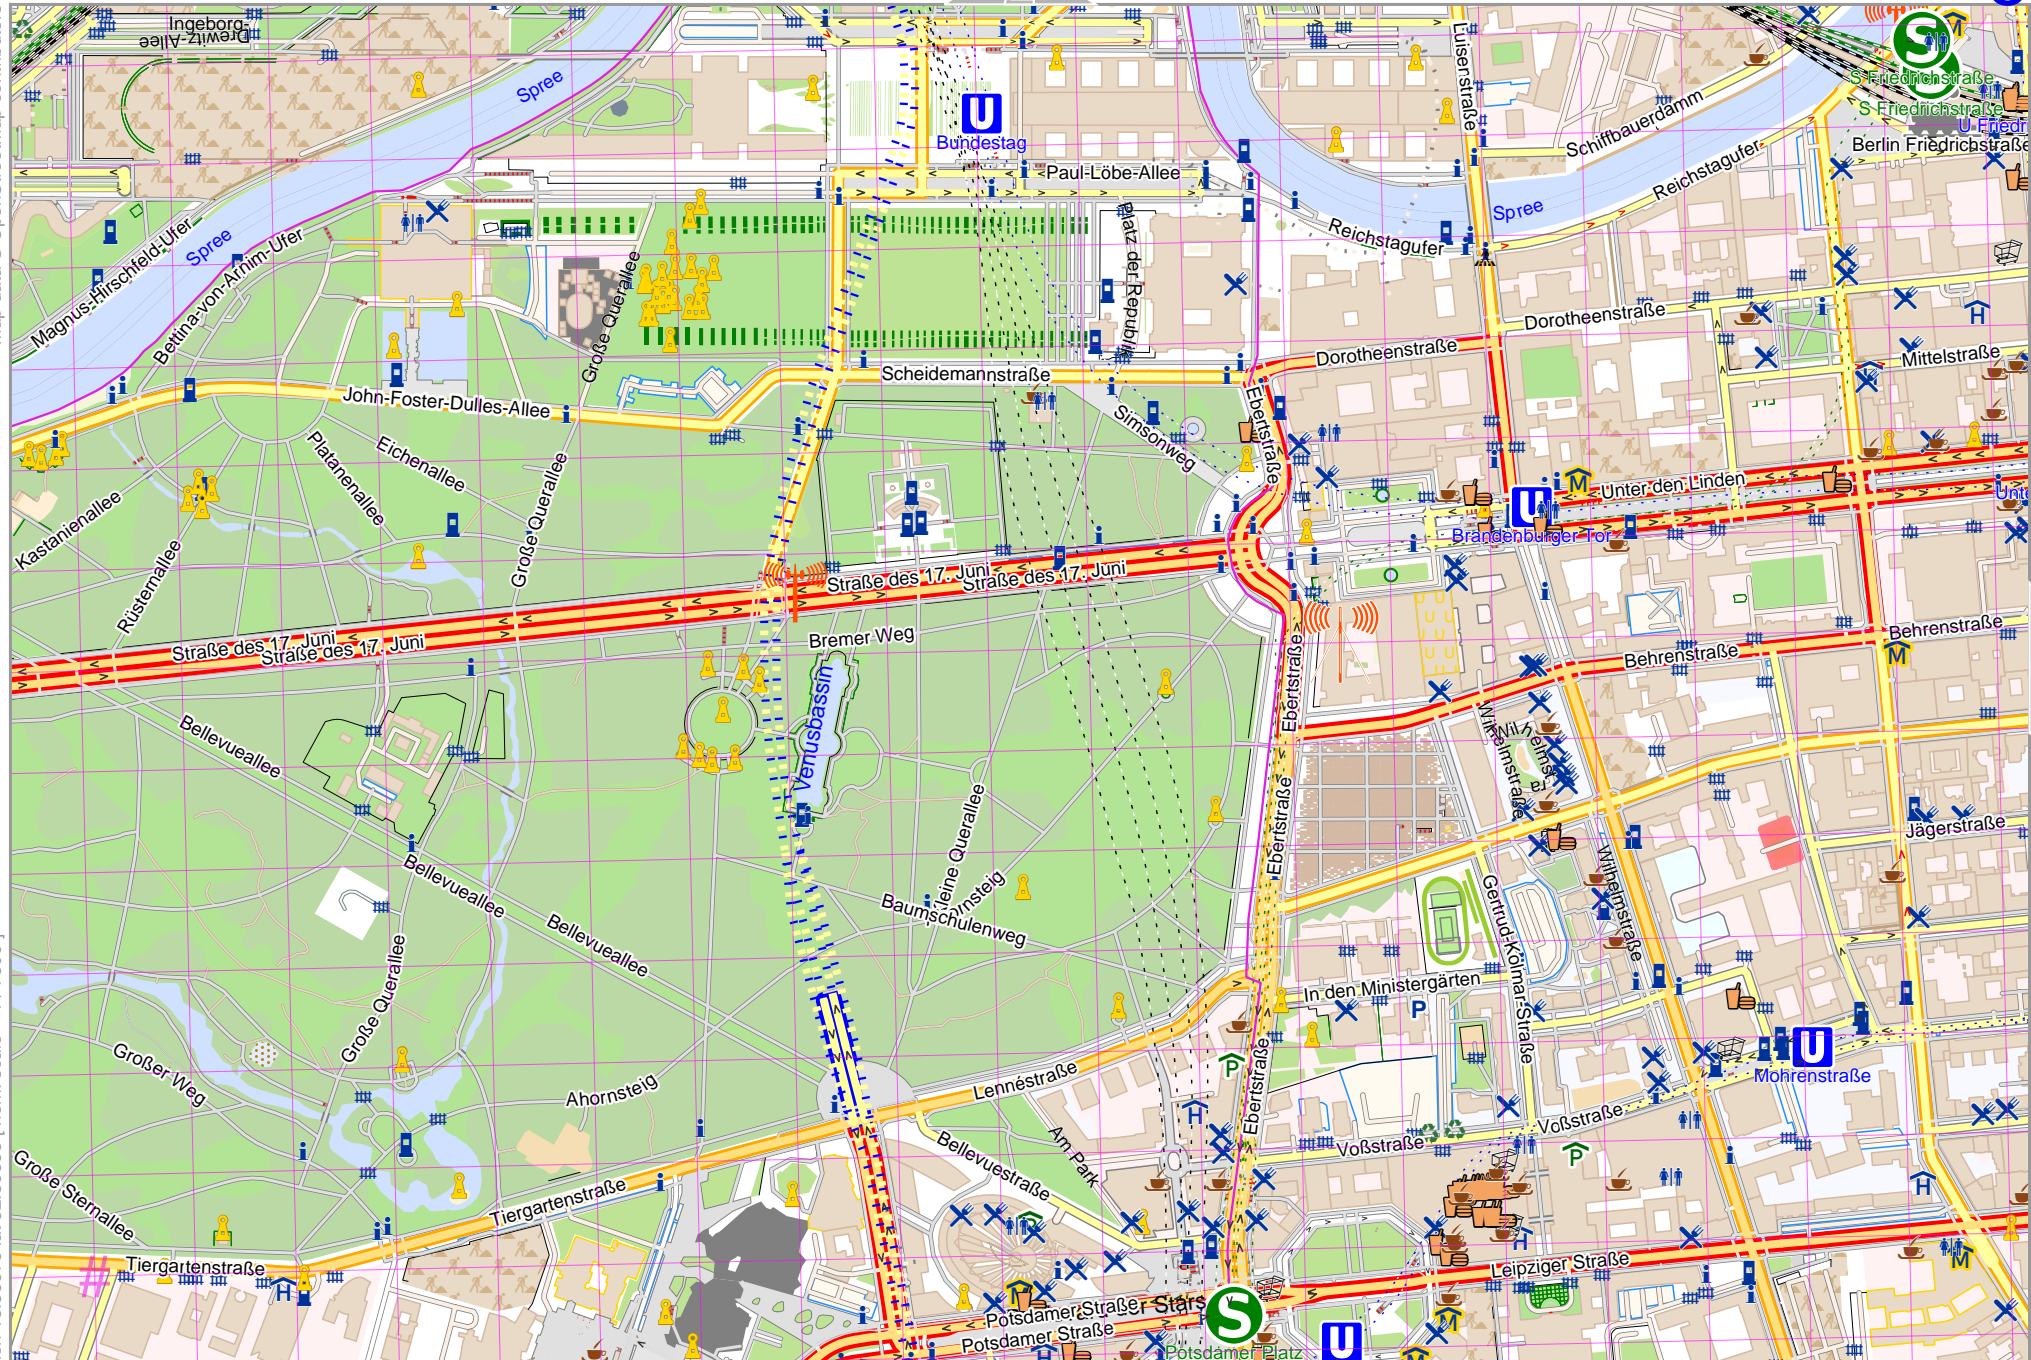 Ingeborg-
Drewitz-Allee
Spree
Luisenstraße
S Friedrichstraße
S Friedrichstraße
U Friedri
Berlin Friedrichstraße
Bundestag
Schiffbauerdamm
Reichstagufer
Paul-Löbe-Allee
Spree
Platz der Republik
Reichstagufer
Magnus-Hirschfeld-Ufer
Spree
Bettina-von-Arnim-Ufer
Große Querallee
Dorotheenstraße
Dorotheenstraße
Mittelstraße
Scheidemannstraße
John-Foster-Dulles-Allee
Simsonweg
Ebertstraße
Platanenallee
Eichenallee
Große Querallee
Kastanienallee
Rüsternallee
Unter den Linden
Unte
Brandenburger Tor
Straße des 17. Juni
Straße des 17. Juni
Straße des 17. Juni
Straße des 17. Juni
Bremer Weg
Behrenstraße
Behrenstraße
Ebertstraße
Venusbassin
Bellevueallee
Wilhelmstraße
Wilhelmstra
Ebertstraße
Jägerstraße
Bellevueallee
Kleine Querallee
Ahornsteig
Baumschulenweg
Bellevueallee
Große Querallee
Gertrud-Kolmar-Straße
Wilhelmstraße
In den Ministergärten
P
Großer Weg
Ahornsteig
Lennéstraße
Ebertstraße
Mohrenstraße
Voßstraße
Voßstraße
Am Park
Bellevuestraße
Große Sternallee
Tiergartenstraße
Tiergartenstraße
Leipziger Straße
Potsdamer Straße
Potsdamer Straße
Potsdamer Platz